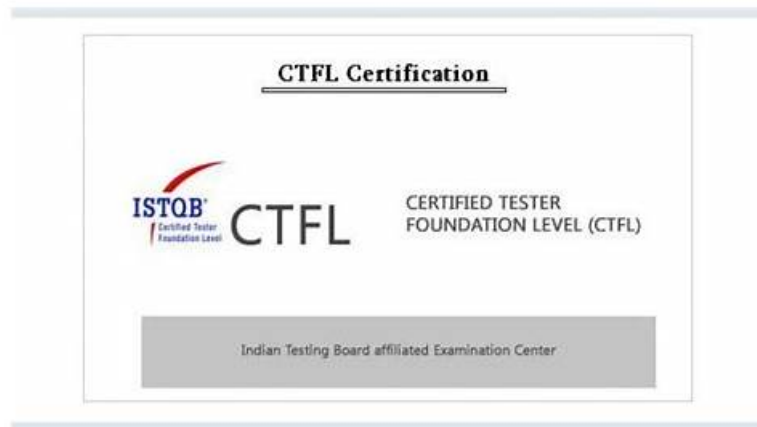 CTFL Certification
ISTQB®
Certified Tester
Foundation Level
CTFL
CERTIFIED TESTER
FOUNDATION LEVEL (CTFL)
Indian Testing Board affiliated Examination Center